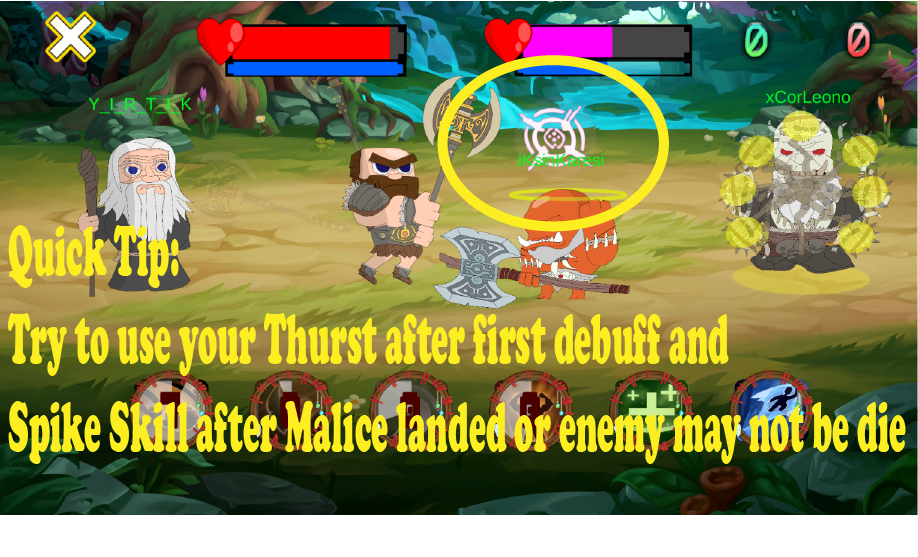 0 0
Y_I_R_T_I_K
xCorLeono
iKsinKaresi
Quick Tip:
Try to use your Thurst after first debuff and
Spike Skill after Malice landed or enemy may not be die